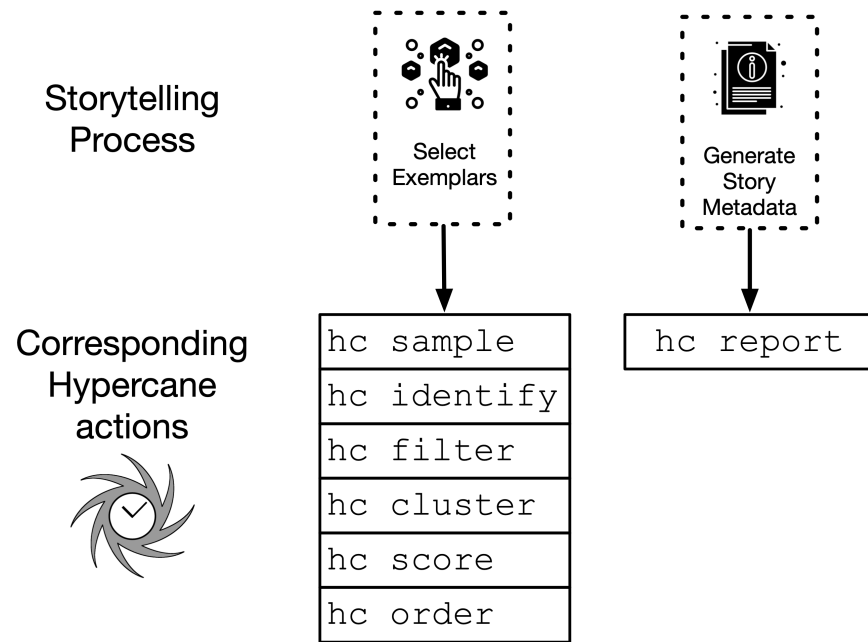 Storytelling
Process
Select
Exemplars
Generate
Story
Metadata
Corresponding
Hypercane
actions
hc sample
hc identify
hc filter
hc cluster
hc score
hc order
hc report